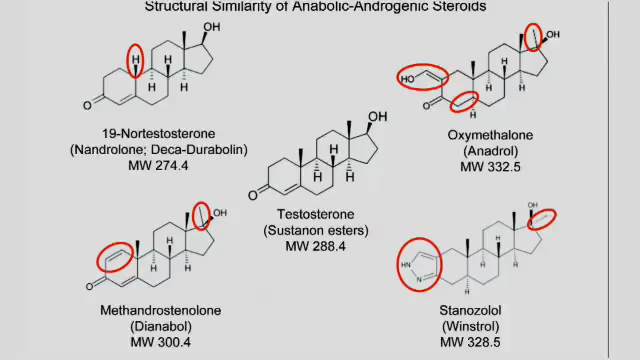 Structural Similarity of Anabolic-Androgenic Steroids
OH
H
H
H
H
O
19-Nortestosterone
(Nandrolone; Deca-Durabolin)
MW 274.4
OH
HO
H
H
H
O
H
Oxymethalone
(Anadrol)
MW 332.5
OH
H
H
H
O
Testosterone
(Sustanon esters)
MW 288.4
OH
H
H
H
O
Methandrostenolone
(Dianabol)
MW 300.4
OH
H
H
H
HN
N
H
Stanozolol
(Winstrol)
MW 328.5